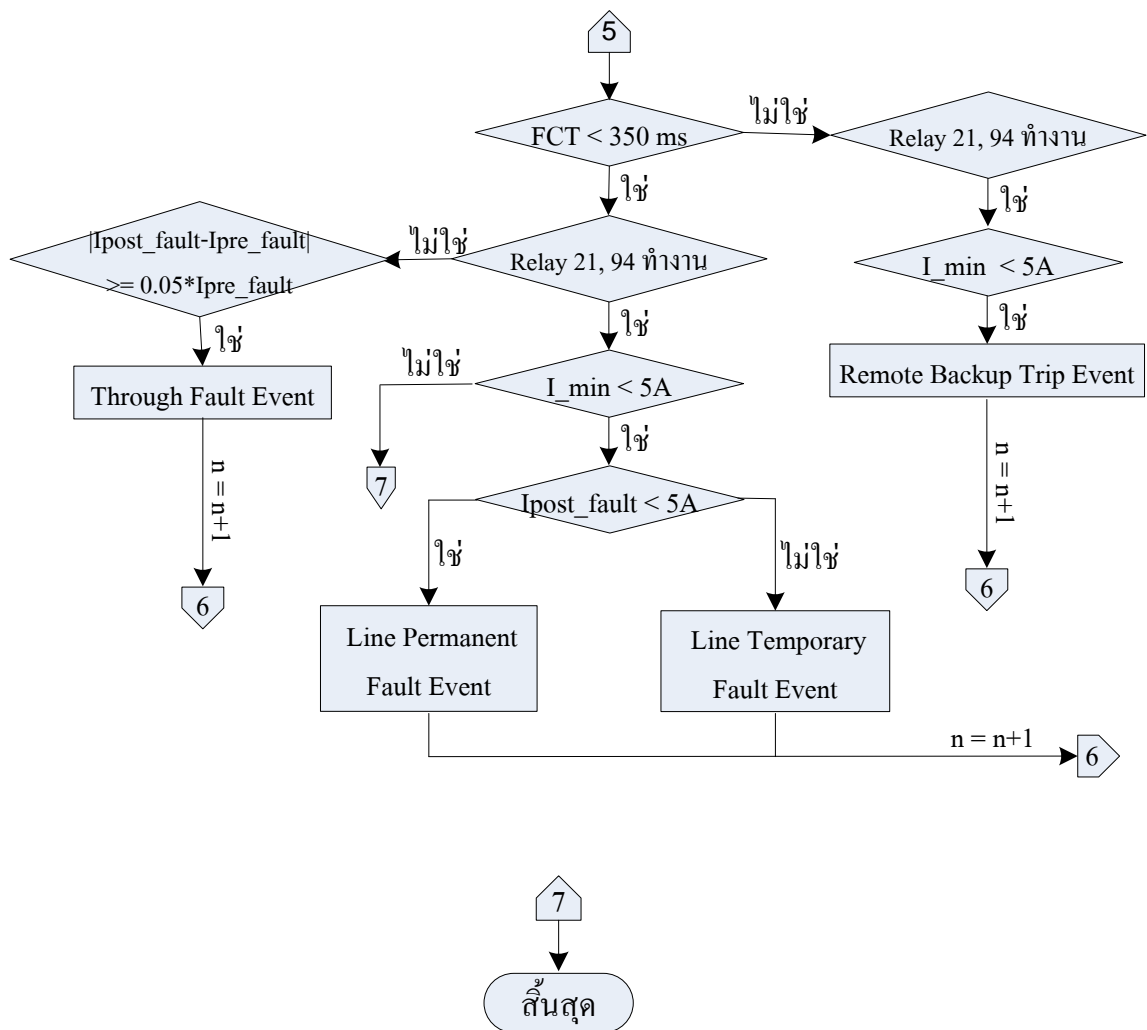 5
FCT < 350 ms
ไม่ใช่
Relay 21, 94 ทำงาน
ใช่
ใช่
|Ipost_fault-Ipre_fault|
>= 0.05*Ipre_fault
ไม่ใช่
Relay 21, 94 ทำงาน
I_min < 5A
ใช่
ใช่
ใช่
Through Fault Event
ไม่ใช่
I_min < 5A
Remote Backup Trip Event
ใช่
n = n+1
7
Ipost_fault < 5A
n = n+1
ใช่
ไม่ใช่
6
6
Line Permanent
Fault Event
Line Temporary
Fault Event
n = n+1
6
7
สิ้นสุด